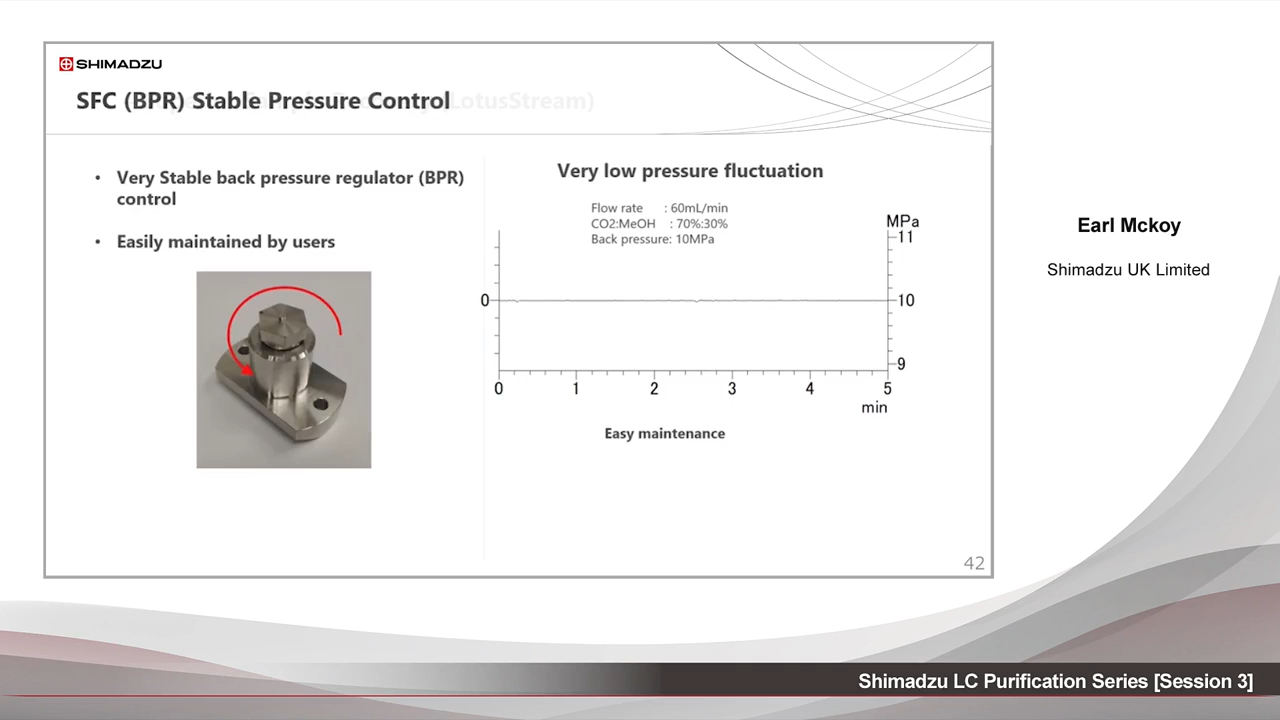 SHIMADZU
SFC (BPR) Stable Pressure Control
LotusStream)
• Very Stable back pressure regulator (BPR)
control
• Easily maintained by users
Very low pressure fluctuation
Flow rate : 60mL/min
CO2:MeOH : 70%:30%
Back pressure: 10MPa
MPa
11
0
10
9
0 1 2 3 4 5
min
Easy maintenance
42
Earl Mckoy
Shimadzu UK Limited
Shimadzu LC Purification Series [Session 3]